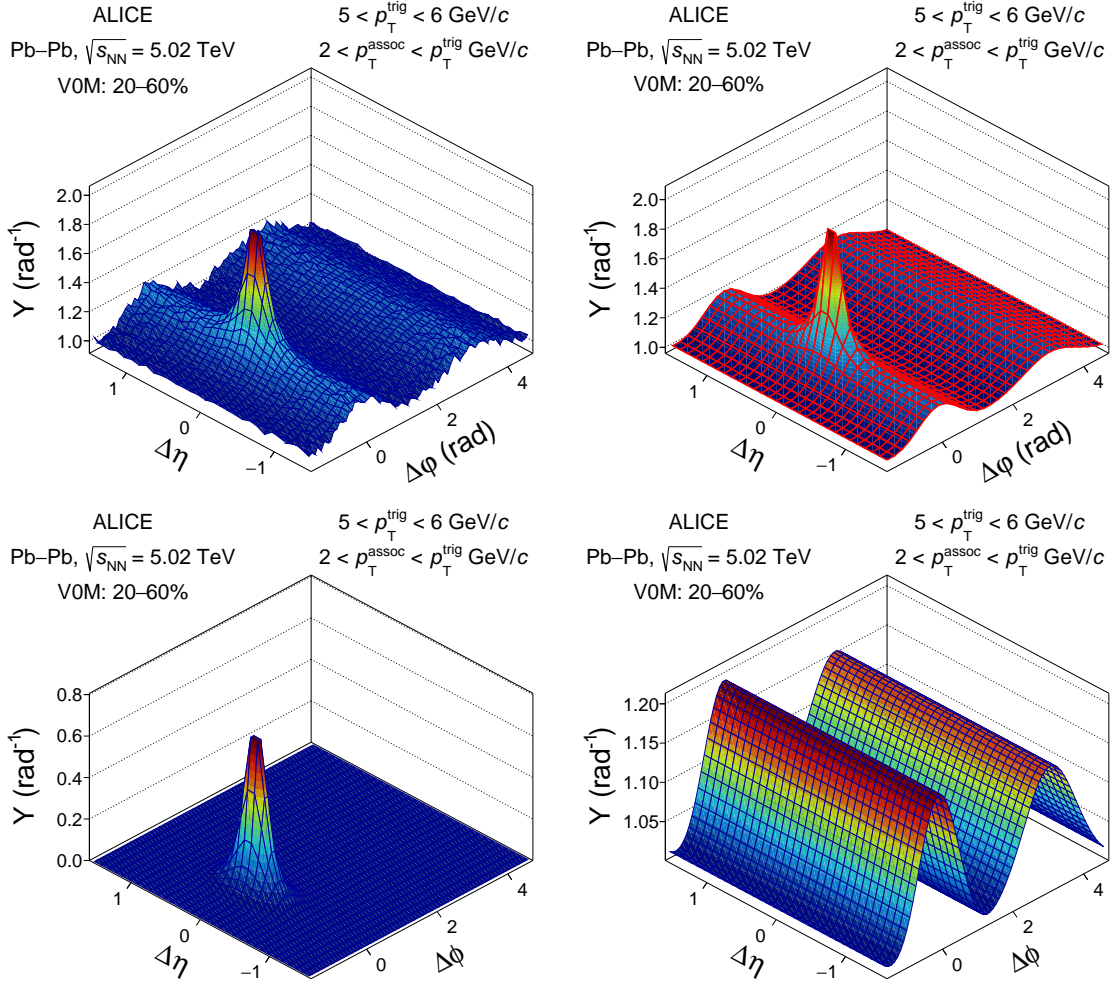 ALICE 5 < p_T^trig < 6 GeV/c
Pb–Pb, √s_NN = 5.02 TeV 2 < p_T^assoc < p_T^trig GeV/c
V0M: 20–60%
2.0
1.8
1.6
1.4
1.2
1.0
Y (rad⁻¹)
1
0
−1
Δη
0
2
4
Δφ (rad)
ALICE 5 < p_T^trig < 6 GeV/c
Pb–Pb, √s_NN = 5.02 TeV 2 < p_T^assoc < p_T^trig GeV/c
V0M: 20–60%
2.0
1.8
1.6
1.4
1.2
1.0
Y (rad⁻¹)
1
0
−1
Δη
0
2
4
Δφ (rad)
ALICE 5 < p_T^trig < 6 GeV/c
Pb–Pb, √s_NN = 5.02 TeV 2 < p_T^assoc < p_T^trig GeV/c
V0M: 20–60%
0.8
0.6
0.4
0.2
0.0
Y (rad⁻¹)
1
0
−1
Δη
0
2
4
Δϕ
ALICE 5 < p_T^trig < 6 GeV/c
Pb–Pb, √s_NN = 5.02 TeV 2 < p_T^assoc < p_T^trig GeV/c
V0M: 20–60%
1.20
1.15
1.10
1.05
Y (rad⁻¹)
1
0
−1
Δη
0
2
4
Δϕ